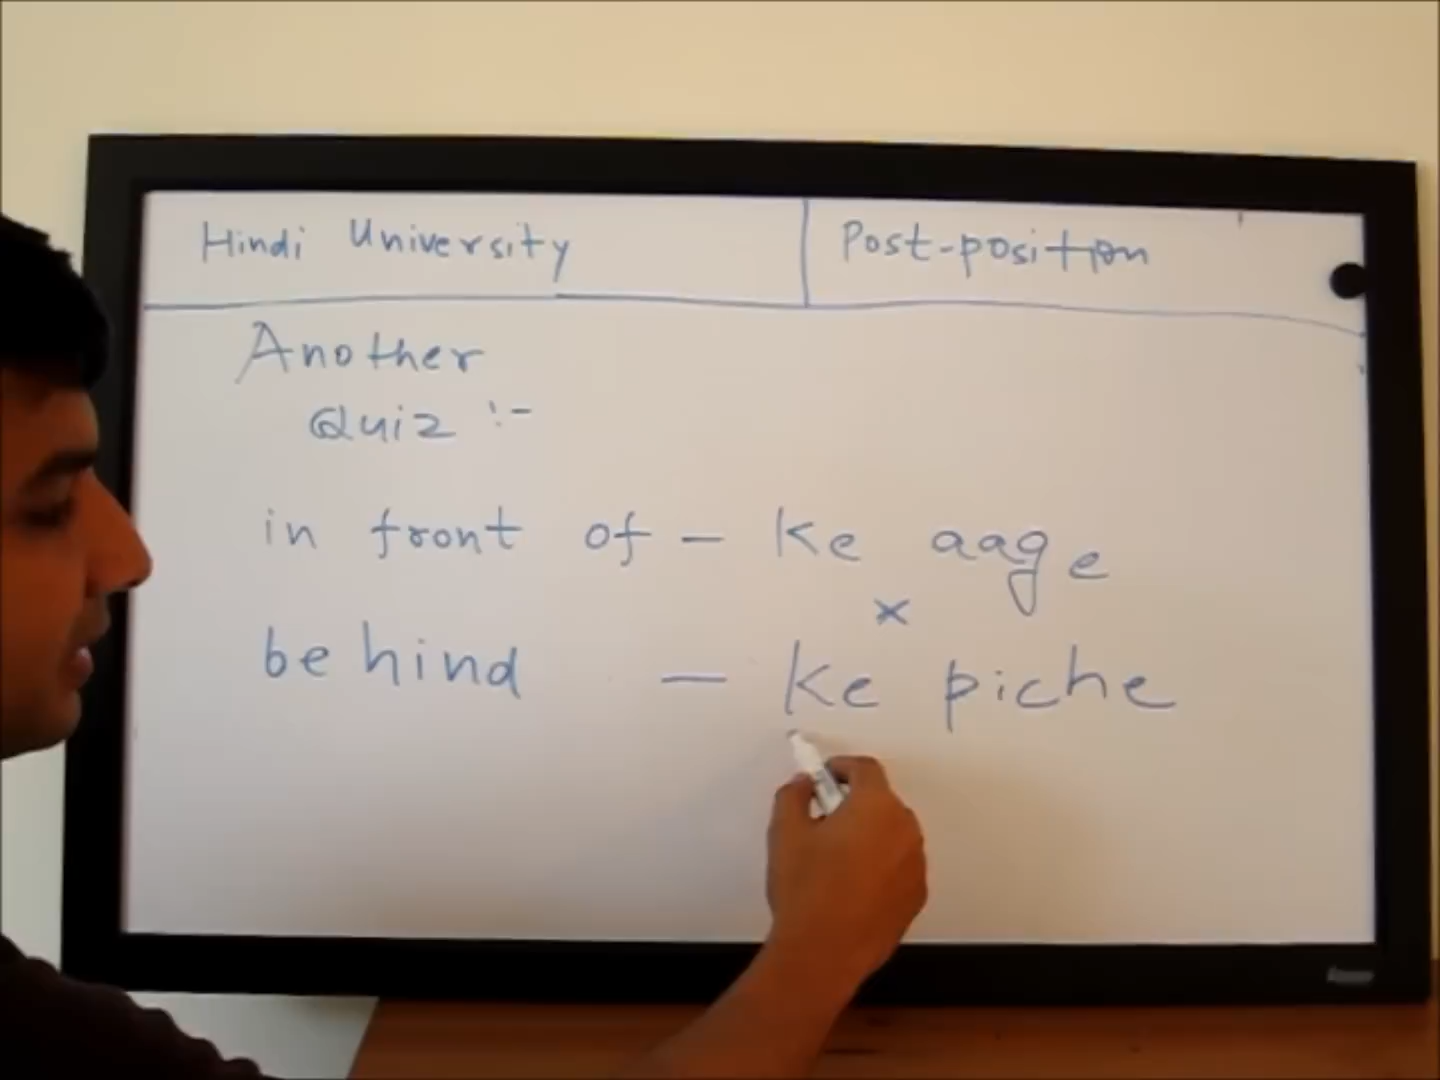 Hindi University
Post-position
Another
Quiz :-
in front of - Ke aage
x
behind - Ke piche